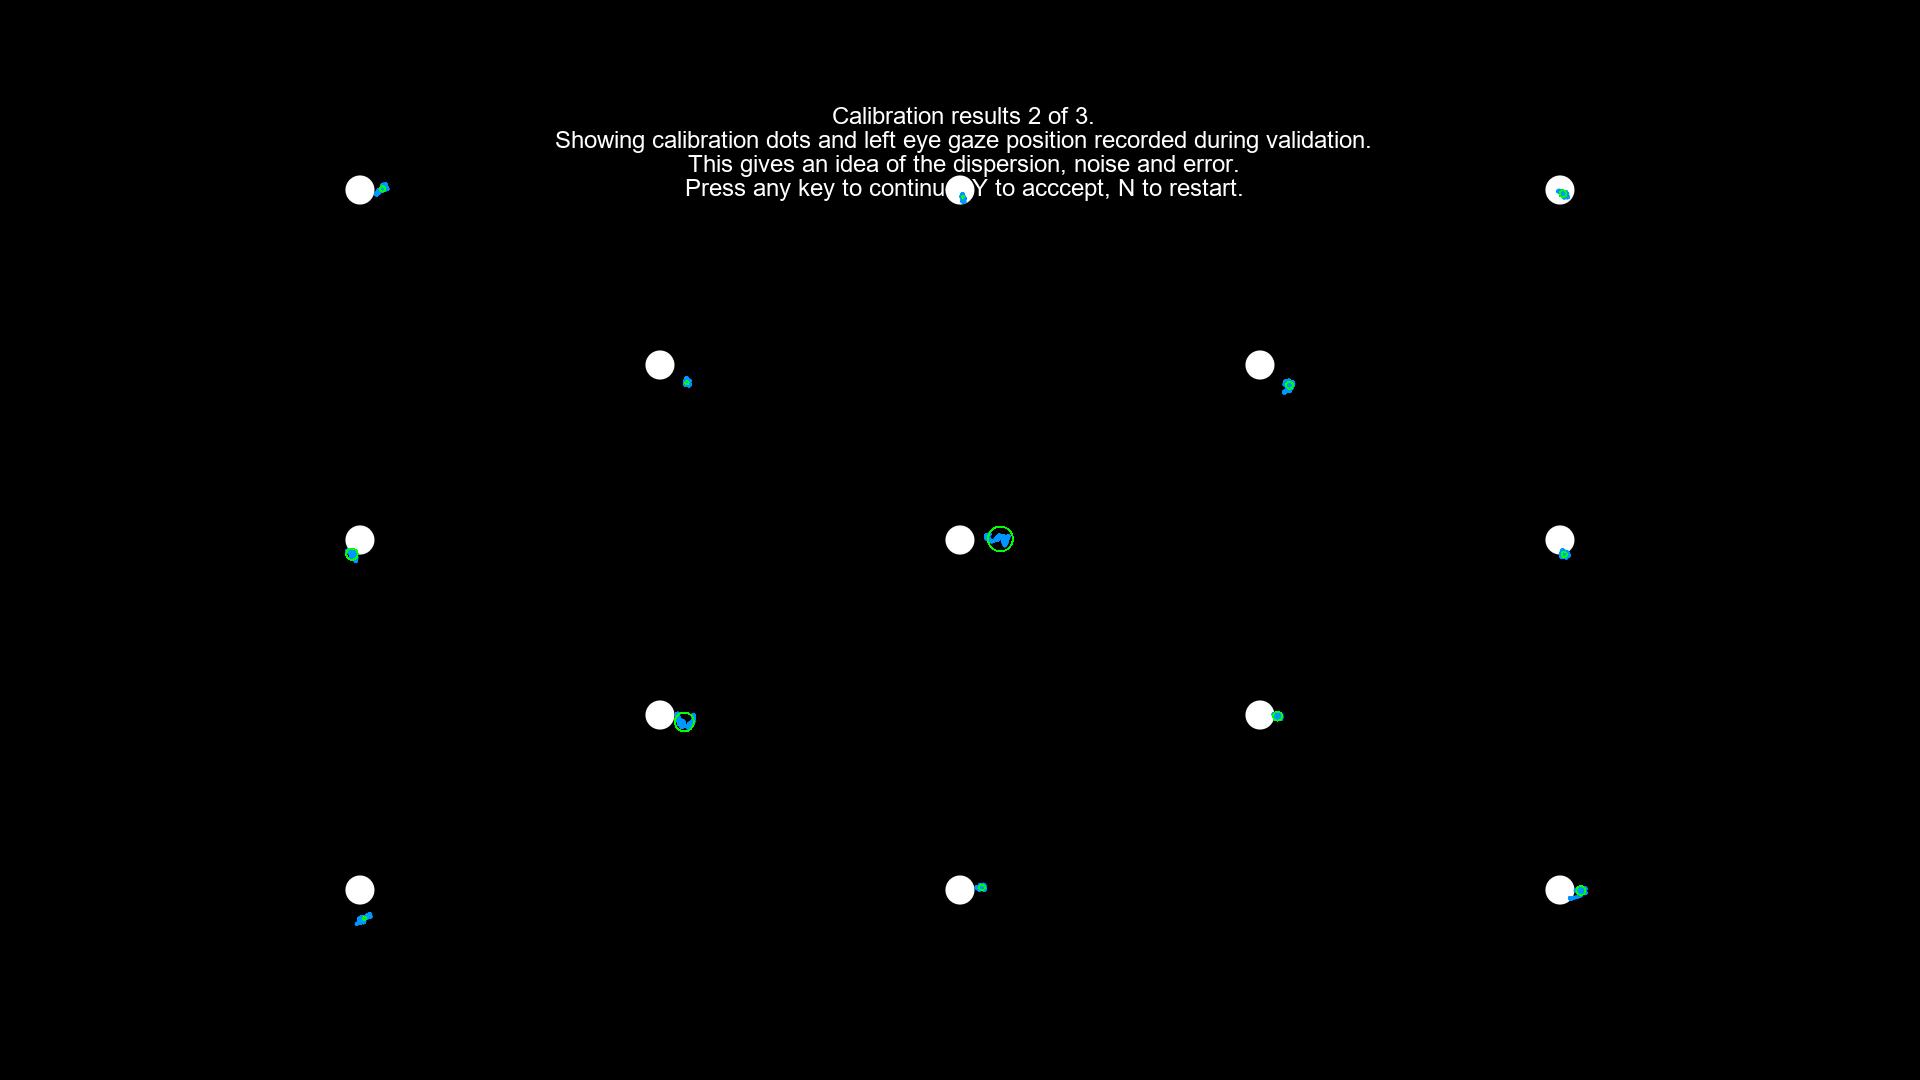 Calibration results 2 of 3.
Showing calibration dots and left eye gaze position recorded during validation.
This gives an idea of the dispersion, noise and error.
Press any key to continu Y to acccept, N to restart.